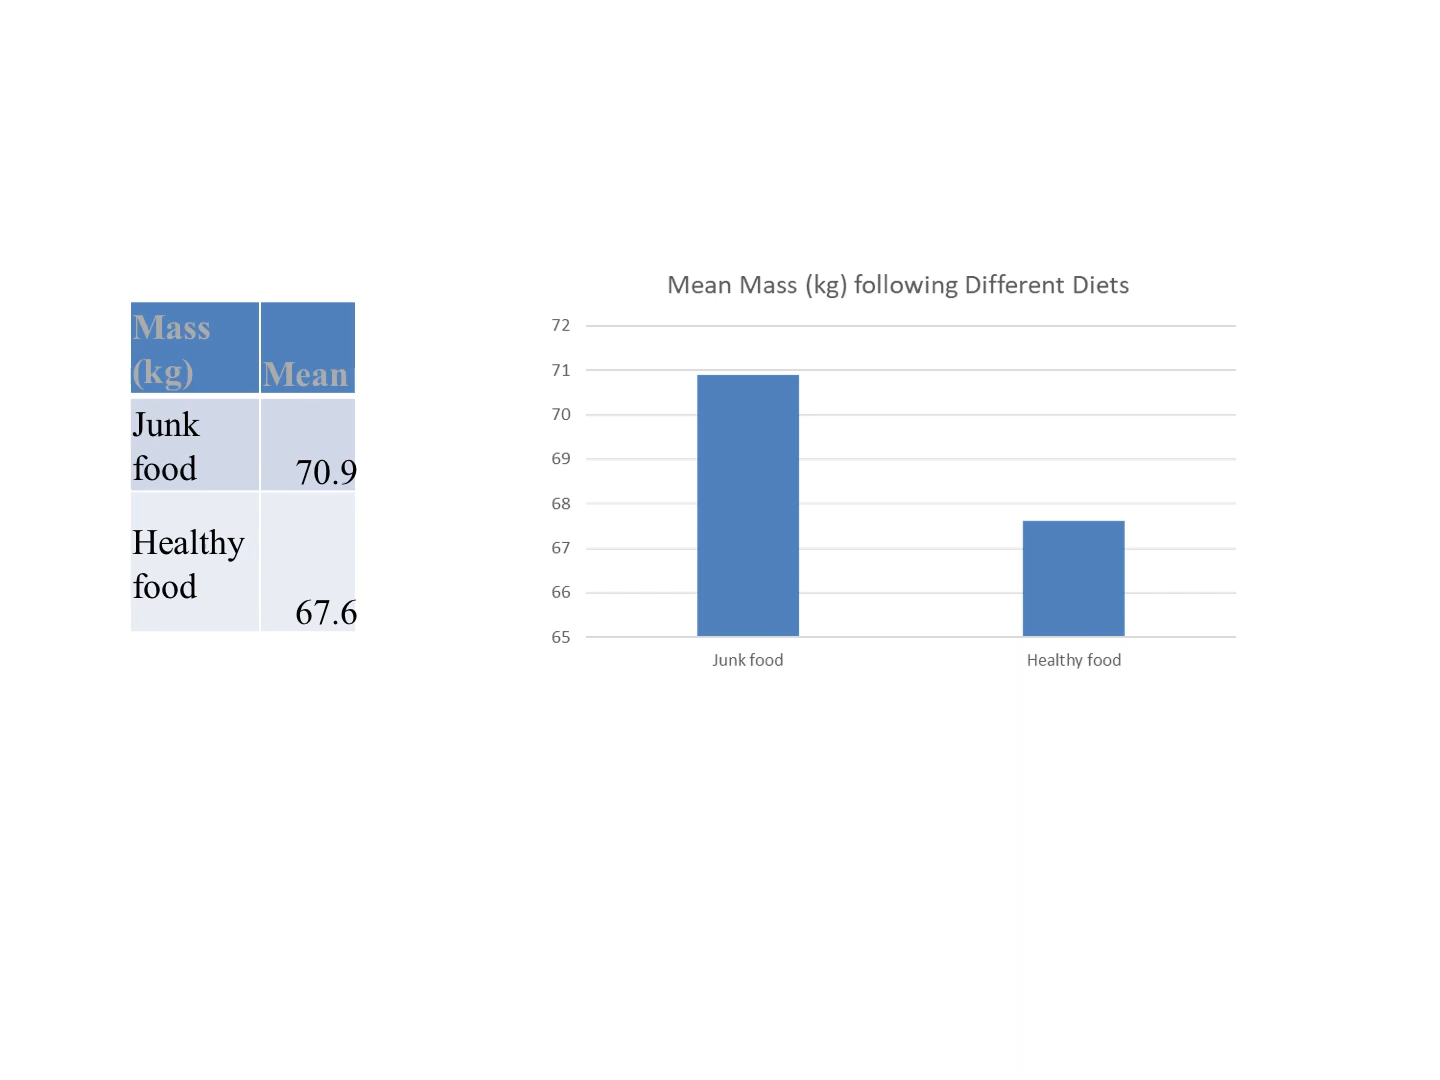 Mass
(kg)
Mean
Junk
food
70.9
Healthy
food
67.6
Mean Mass (kg) following Different Diets
72
71
70
69
68
67
66
65
Junk food
Healthy food